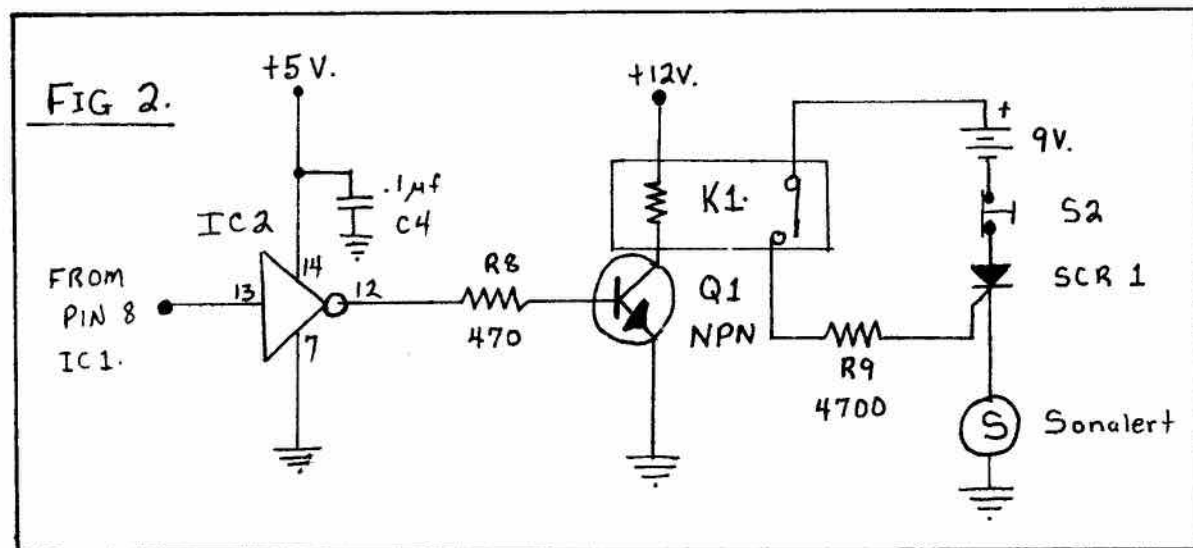 FIG 2.
+5 V.
.1µf
C4
IC2
FROM
PIN 8
IC1.
13
14
12
7
R8
470
+12V.
K1.
Q1
NPN
R9
4700
+
9V.
S2
SCR 1
S
Sonalert